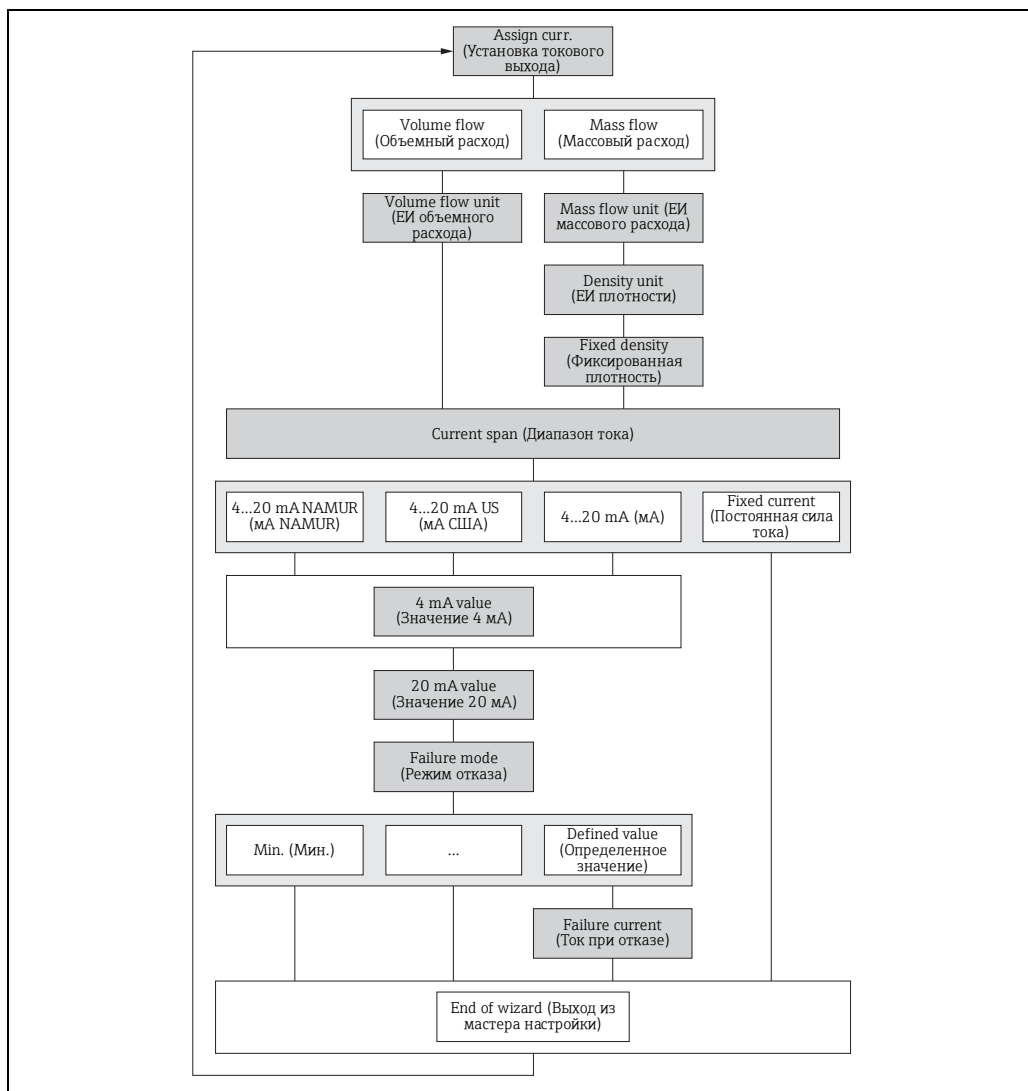 Assign curr.
(Установка токового
выхода)
Volume flow
(Объемный расход)
Mass flow
(Массовый расход)
Volume flow unit
(ЕИ объемного
расхода)
Mass flow unit (ЕИ
массового расхода)
Density unit
(ЕИ плотности)
Fixed density
(Фиксированная
плотность)
Current span (Диапазон тока)
4...20 mA NAMUR
(мА NAMUR)
4...20 mA US
(мА США)
4...20 mA (мА)
Fixed current
(Постоянная сила
тока)
4 mA value
(Значение 4 мА)
20 mA value
(Значение 20 мА)
Failure mode
(Режим отказа)
Min. (Мин.)
...
Defined value
(Определенное
значение)
Failure current
(Ток при отказе)
End of wizard (Выход из
мастера настройки)